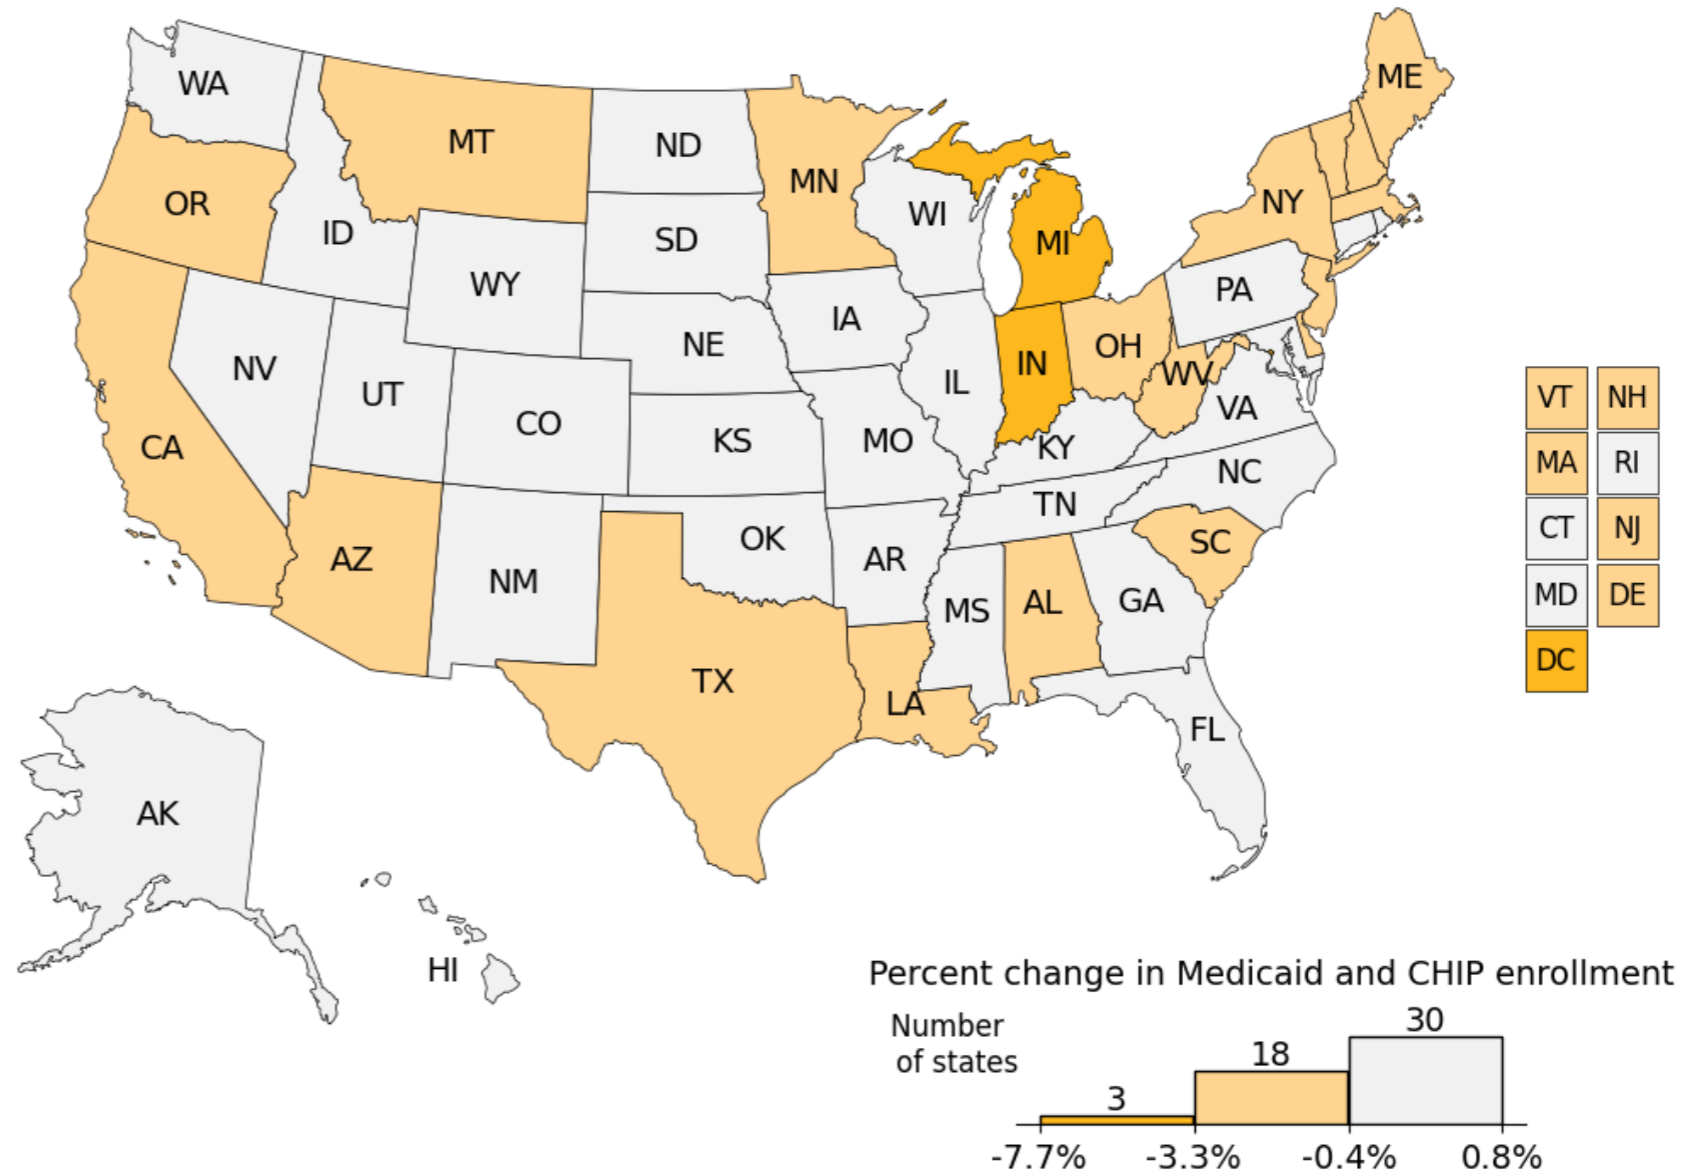 WA
MT
ND
MN
ME
OR
ID
SD
WI
MI
NY
WY
IA
NE
PA
NV
UT
CO
IL
IN
OH
WV
VA
CA
KS
MO
KY
NC
TN
AZ
NM
OK
AR
SC
MS
AL
GA
TX
LA
FL
AK
HI
VT NH
MA RI
CT NJ
MD DE
DC
Percent change in Medicaid and CHIP enrollment
Number
of states
3
18
30
-7.7% -3.3% -0.4% 0.8%